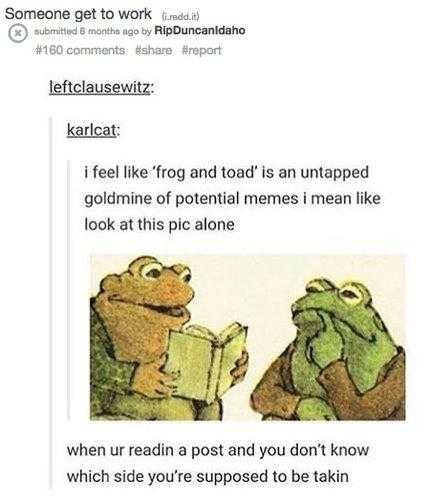 Someone get to work (i.redd.it)
submitted 6 months ago by RipDuncanIdaho
#160 comments #share #report
leftclausewitz:
karlcat:
i feel like 'frog and toad' is an untapped
goldmine of potential memes i mean like
look at this pic alone
when ur readin a post and you don't know
which side you're supposed to be takin